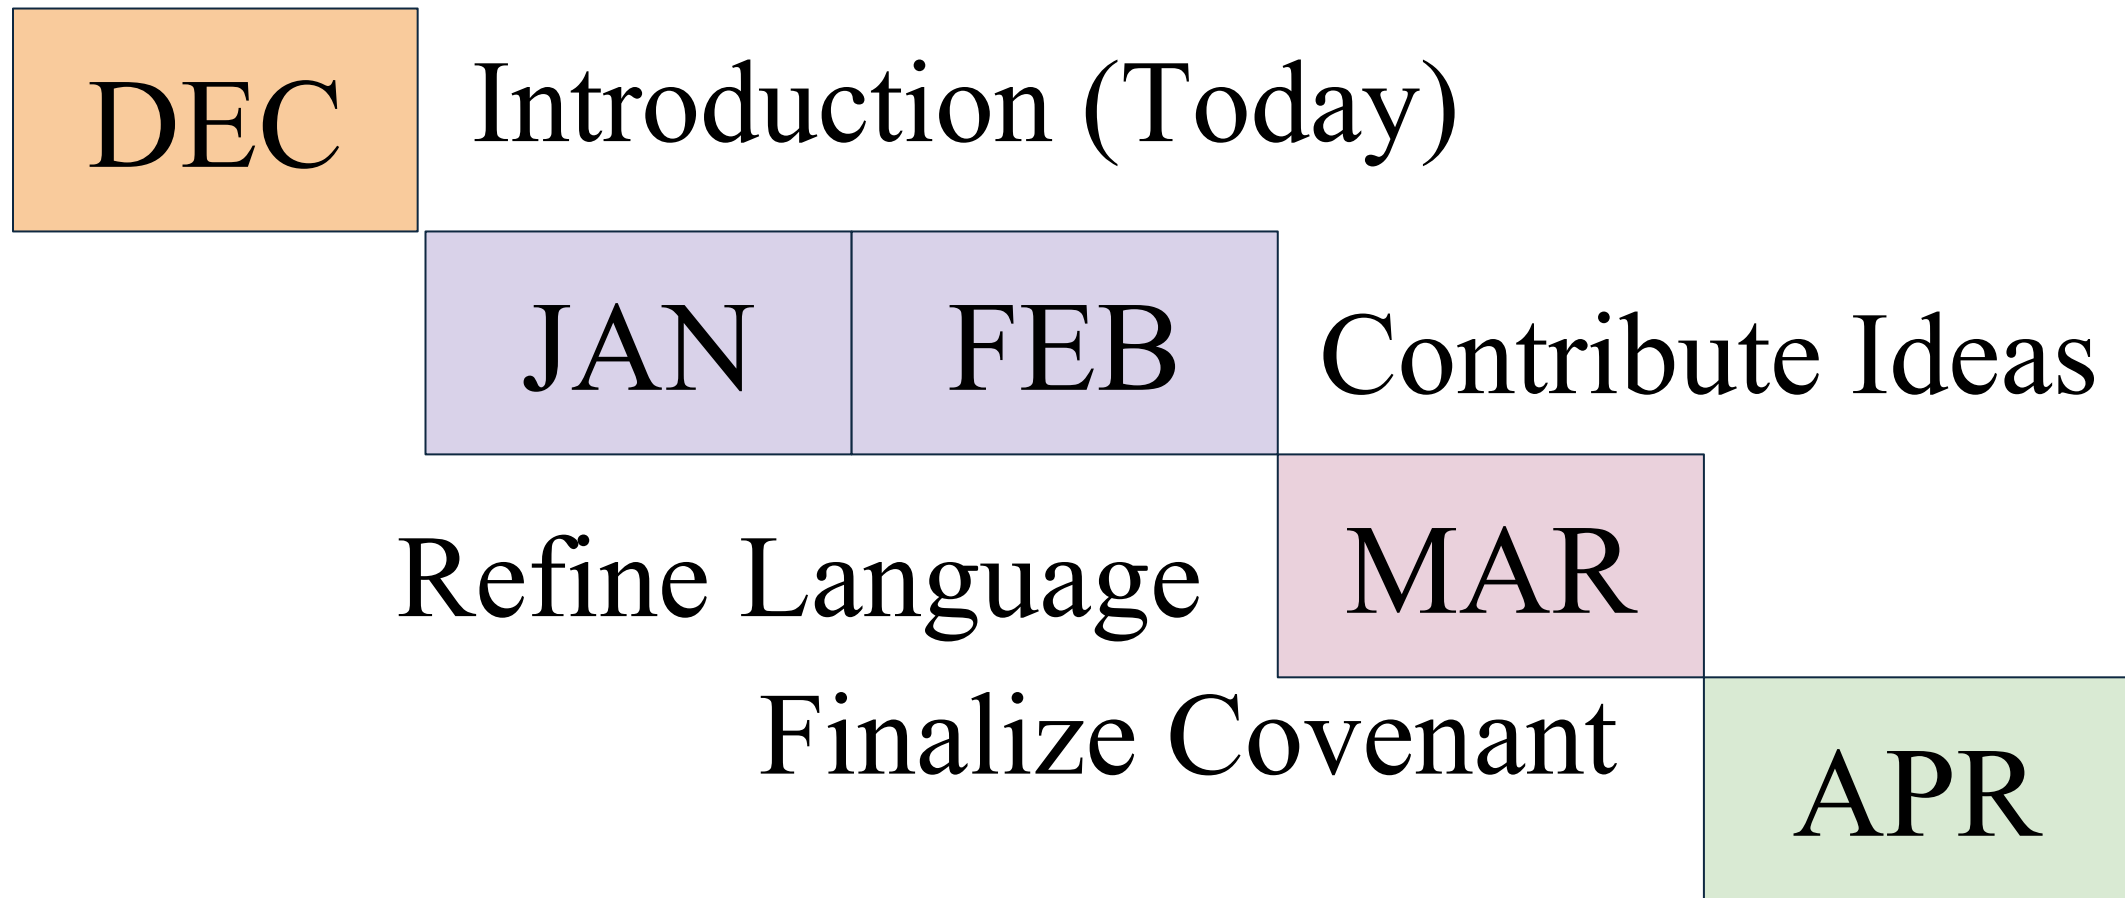 DEC Introduction (Today)
JAN FEB Contribute Ideas
Refine Language MAR
Finalize Covenant APR